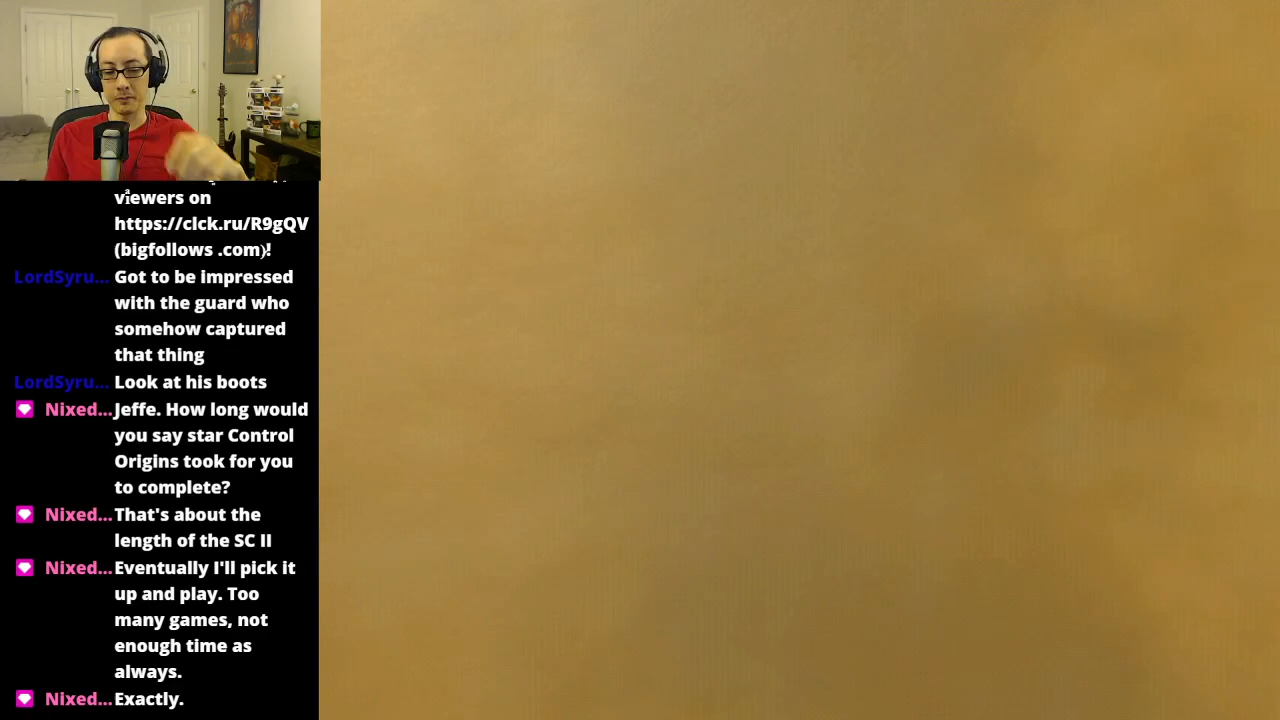 viewers on
https://clck.ru/R9gQV
(bigfollows .com)!
LordSyru... Got to be impressed
with the guard who
somehow captured
that thing
LordSyru... Look at his boots
Nixed... Jeffe. How long would
you say star Control
Origins took for you
to complete?
Nixed... That's about the
length of the SC II
Nixed... Eventually I'll pick it
up and play. Too
many games, not
enough time as
always.
Nixed... Exactly.